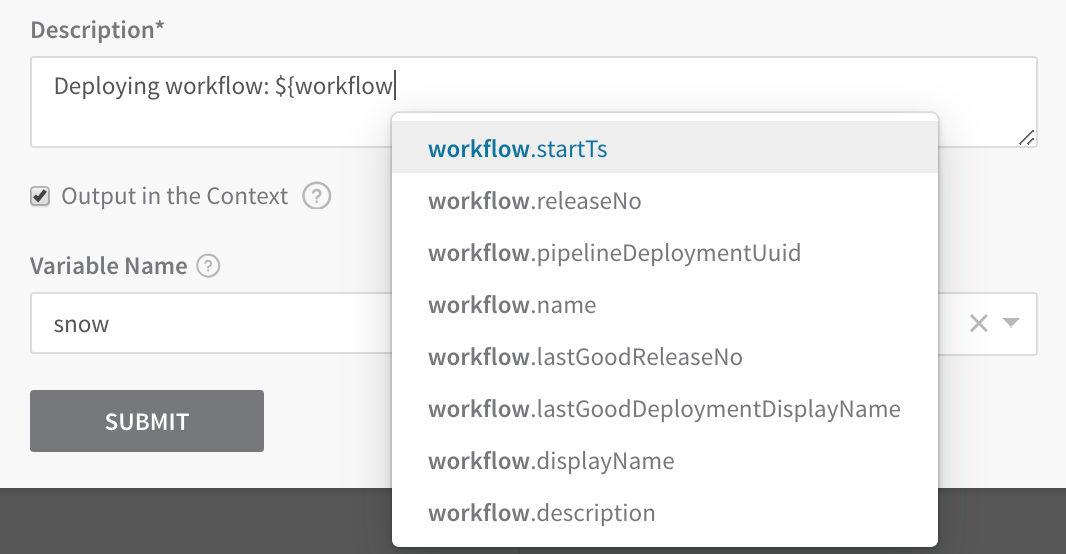 Description*
Deploying workflow: ${workflow
workflow.startTs
workflow.releaseNo
workflow.pipelineDeploymentUuid
workflow.name
workflow.lastGoodReleaseNo
workflow.lastGoodDeploymentDisplayName
workflow.displayName
workflow.description
Output in the Context ?
Variable Name ?
snow
SUBMIT